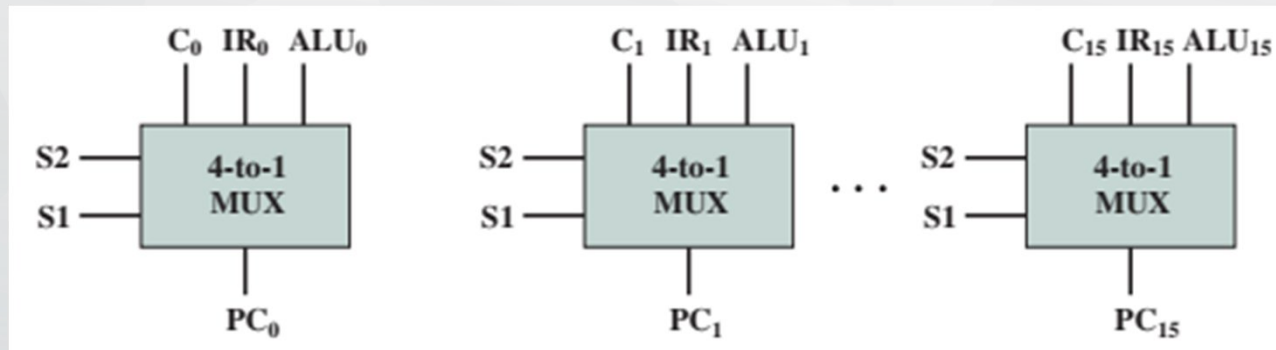 C₀ IR₀ ALU₀ C₁ IR₁ ALU₁ C₁₅ IR₁₅ ALU₁₅
S2 4-to-1 S2 4-to-1 S2 4-to-1
MUX MUX . . . MUX
S1 S1 S1
PC₀ PC₁ PC₁₅